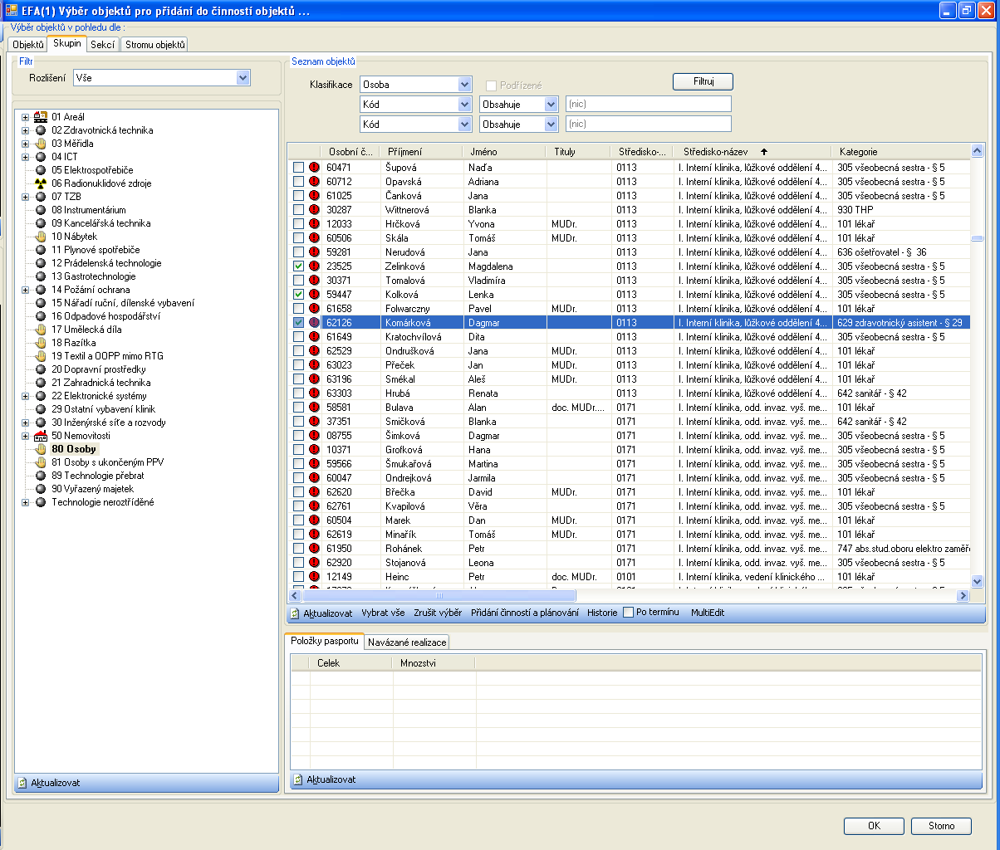 EFA(1) Výběr objektů pro přidání do činností objektů ...
Výběr objektů v pohledu dle :
Objektů Skupin Sekcí Stromu objektů
Filtr
Rozlišení Vše
01 Areál
02 Zdravotnická technika
03 Měřidla
04 ICT
05 Elektrospotřebiče
06 Radionuklidové zdroje
07 TZB
08 Instrumentárium
09 Kancelářská technika
10 Nábytek
11 Plynové spotřebiče
12 Prádelenská technologie
13 Gastrotechnologie
14 Požární ochrana
15 Nářadí ruční, dílenské vybavení
16 Odpadové hospodářství
17 Umělecká díla
18 Razítka
19 Textil a OOPP mimo RTG
20 Dopravní prostředky
21 Zahradnická technika
22 Elektronické systémy
29 Ostatní vybavení klinik
30 Inženýrské síťe a rozvody
50 Nemovitosti
80 Osoby
81 Osoby s ukončeným PPV
89 Technologie přebrat
90 Vyřazený majetek
Technologie neroztříděné
Aktualizovat
Seznam objektů
Klasifikace Osoba Podřízené Filtruj
Kód Obsahuje (nic)
Kód Obsahuje (nic)
Osobní č... Příjmení Jméno Tituly Středisko-... Středisko-název Kategorie
60471 Šupová Naďa 0113 I. Interní klinika, lůžkové oddělení 4... 305 všeobecná sestra - § 5
60712 Opavská Adriana 0113 I. Interní klinika, lůžkové oddělení 4... 305 všeobecná sestra - § 5
61025 Čanková Jana 0113 I. Interní klinika, lůžkové oddělení 4... 305 všeobecná sestra - § 5
30287 Wittnerová Blanka 0113 I. Interní klinika, lůžkové oddělení 4... 930 THP
12033 Hrčková Yvona MUDr. 0113 I. Interní klinika, lůžkové oddělení 4... 101 lékař
60506 Skála Tomáš MUDr. 0113 I. Interní klinika, lůžkové oddělení 4... 101 lékař
59281 Nerudová Jana 0113 I. Interní klinika, lůžkové oddělení 4... 636 ošetřovatel - § 36
23525 Zelinková Magdalena 0113 I. Interní klinika, lůžkové oddělení 4... 305 všeobecná sestra - § 5
30371 Tomalová Vladimíra 0113 I. Interní klinika, lůžkové oddělení 4... 305 všeobecná sestra - § 5
59447 Kolková Lenka 0113 I. Interní klinika, lůžkové oddělení 4... 305 všeobecná sestra - § 5
61658 Folwarczny Pavel MUDr. 0113 I. Interní klinika, lůžkové oddělení 4... 101 lékař
62126 Komárková Dagmar 0113 I. Interní klinika, lůžkové oddělení 4... 629 zdravotnický asistent - § 29
61649 Kratochvílová Dita 0113 I. Interní klinika, lůžkové oddělení 4... 305 všeobecná sestra - § 5
62529 Ondrušková Jana MUDr. 0113 I. Interní klinika, lůžkové oddělení 4... 101 lékař
63023 Přeček Jan MUDr. 0113 I. Interní klinika, lůžkové oddělení 4... 101 lékař
63196 Smékal Aleš MUDr. 0113 I. Interní klinika, lůžkové oddělení 4... 101 lékař
63303 Hrubá Renata 0113 I. Interní klinika, lůžkové oddělení 4... 642 sanitář - § 42
58581 Bulava Alan doc. MUDr.... 0171 I. Interní klinika, odd. invaz. vyš. me... 101 lékař
37351 Smičková Blanka 0171 I. Interní klinika, odd. invaz. vyš. me... 642 sanitář - § 42
08755 Šimková Dagmar 0171 I. Interní klinika, odd. invaz. vyš. me... 305 všeobecná sestra - § 5
10371 Grofková Hana 0171 I. Interní klinika, odd. invaz. vyš. me... 305 všeobecná sestra - § 5
59566 Šmukařová Martina 0171 I. Interní klinika, odd. invaz. vyš. me... 305 všeobecná sestra - § 5
60047 Ondrejková Jarmila 0171 I. Interní klinika, odd. invaz. vyš. me... 305 všeobecná sestra - § 5
62620 Břečka David MUDr. 0171 I. Interní klinika, odd. invaz. vyš. me... 101 lékař
62761 Kvapilová Věra 0171 I. Interní klinika, odd. invaz. vyš. me... 305 všeobecná sestra - § 5
60504 Marek Dan MUDr. 0171 I. Interní klinika, odd. invaz. vyš. me... 101 lékař
62619 Minařík Tomáš MUDr. 0171 I. Interní klinika, odd. invaz. vyš. me... 101 lékař
61950 Rohánek Petr 0171 I. Interní klinika, odd. invaz. vyš. me... 747 abs.stud.oboru elektro zaměř
62920 Stojanová Leona 0171 I. Interní klinika, odd. invaz. vyš. me... 305 všeobecná sestra - § 5
12149 Heinc Petr doc. MUDr. 0101 I. Interní klinika, vedení klinického ... 101 lékař
Aktualizovat Vybrat vše Zrušit výběr Přidání činností a plánování Historie Po termínu MultiEdit
Položky pasportu Navázané realizace
Celek Mnozstvi
Aktualizovat
OK Storno